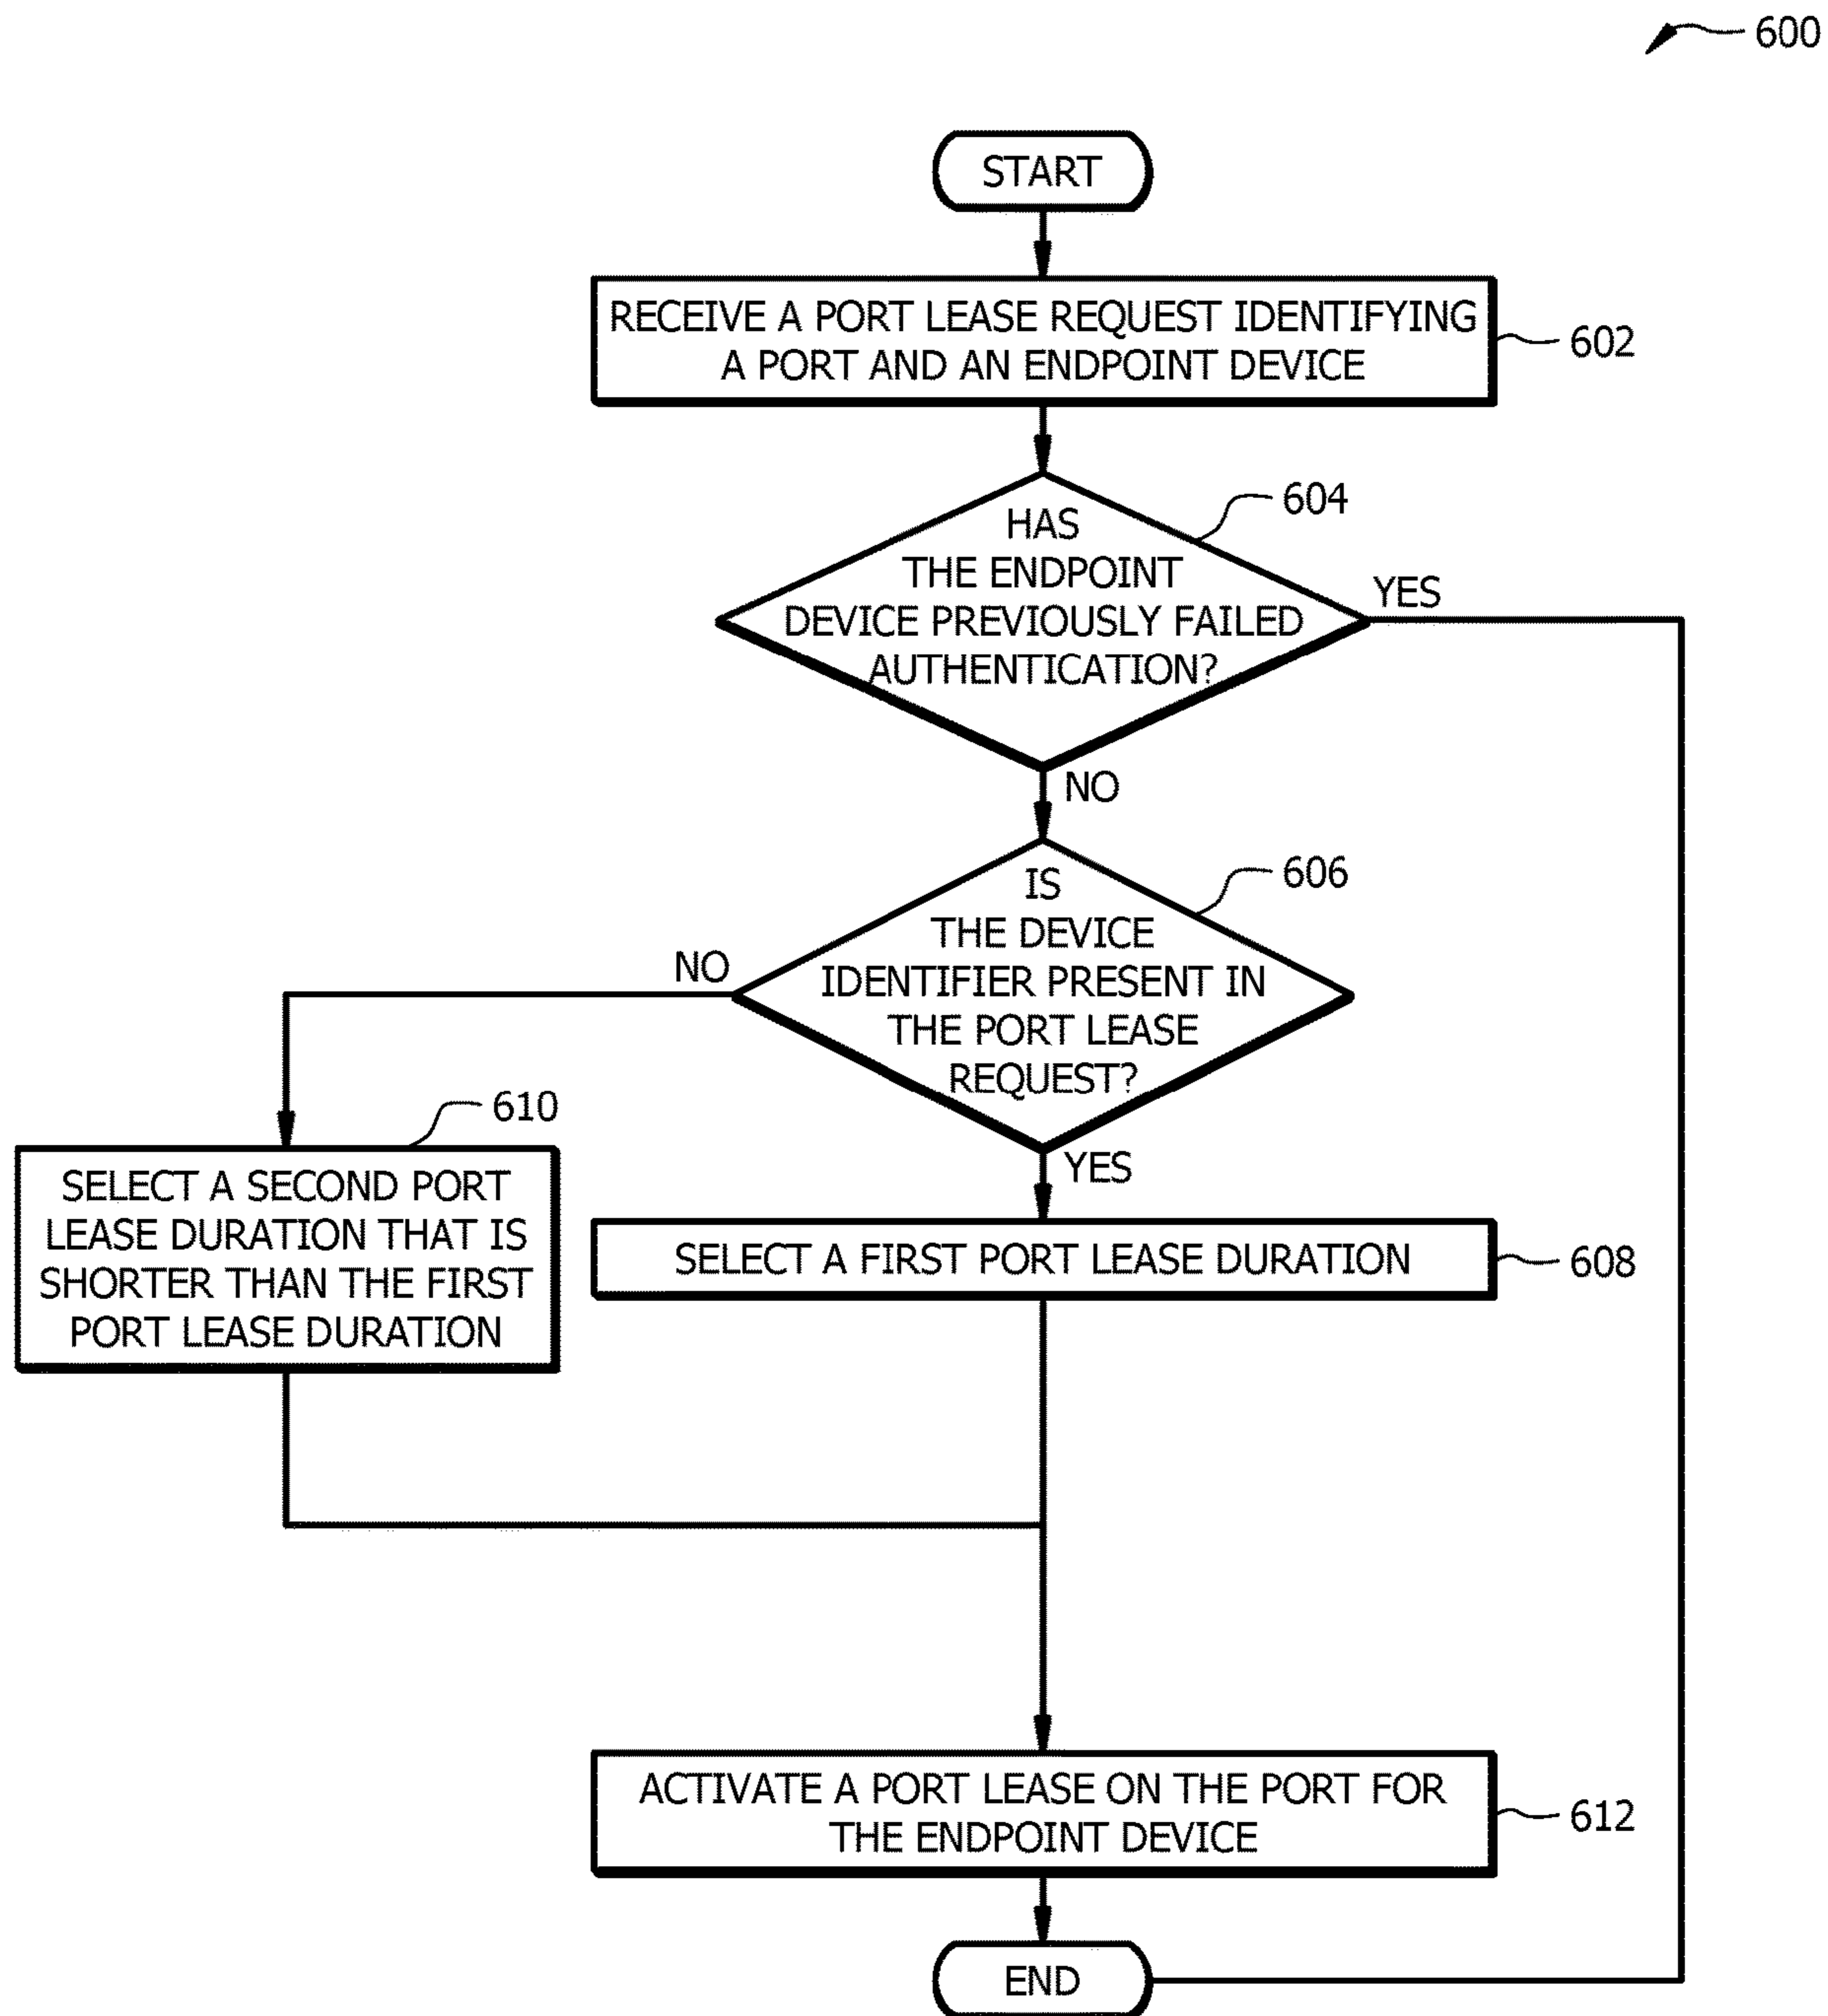 600
START
RECEIVE A PORT LEASE REQUEST IDENTIFYING
A PORT AND AN ENDPOINT DEVICE
602
604
HAS
THE ENDPOINT
DEVICE PREVIOUSLY FAILED
AUTHENTICATION?
YES
NO
606
IS
THE DEVICE
IDENTIFIER PRESENT IN
THE PORT LEASE
REQUEST?
NO
YES
610
SELECT A SECOND PORT
LEASE DURATION THAT IS
SHORTER THAN THE FIRST
PORT LEASE DURATION
SELECT A FIRST PORT LEASE DURATION
608
ACTIVATE A PORT LEASE ON THE PORT FOR
THE ENDPOINT DEVICE
612
END